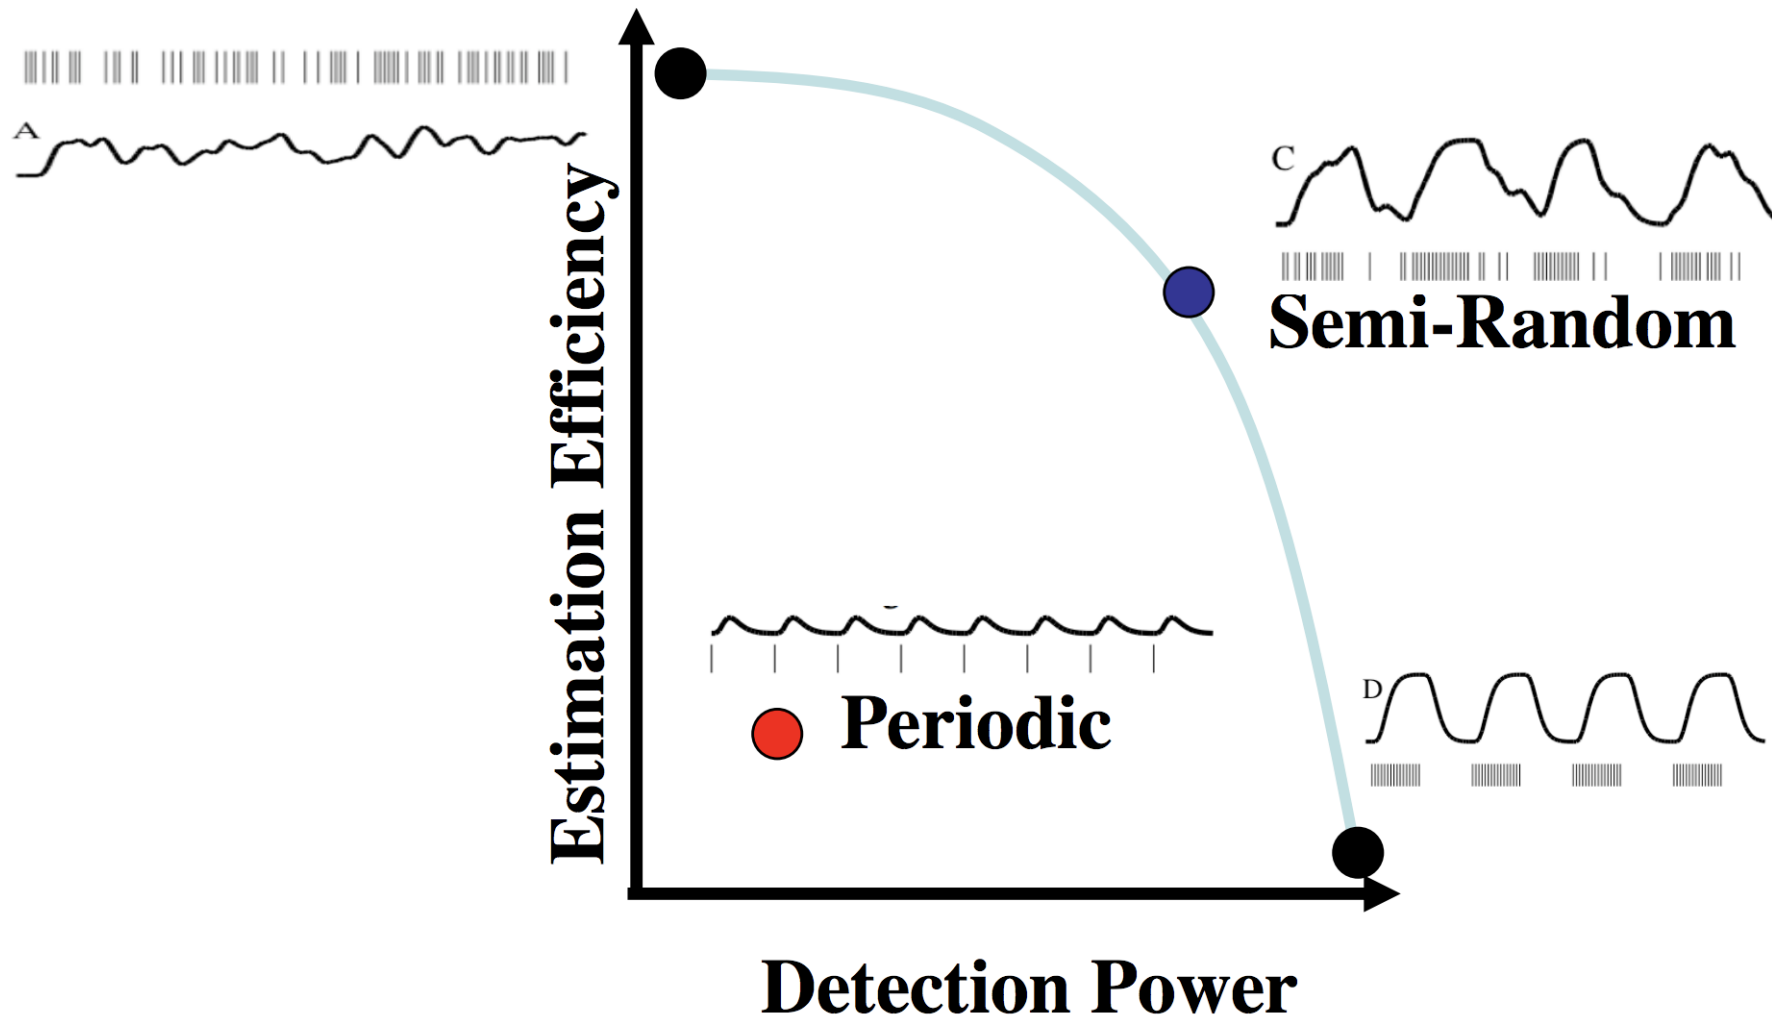 A
Estimation Efficiency
C
Semi-Random
Periodic
D
Detection Power